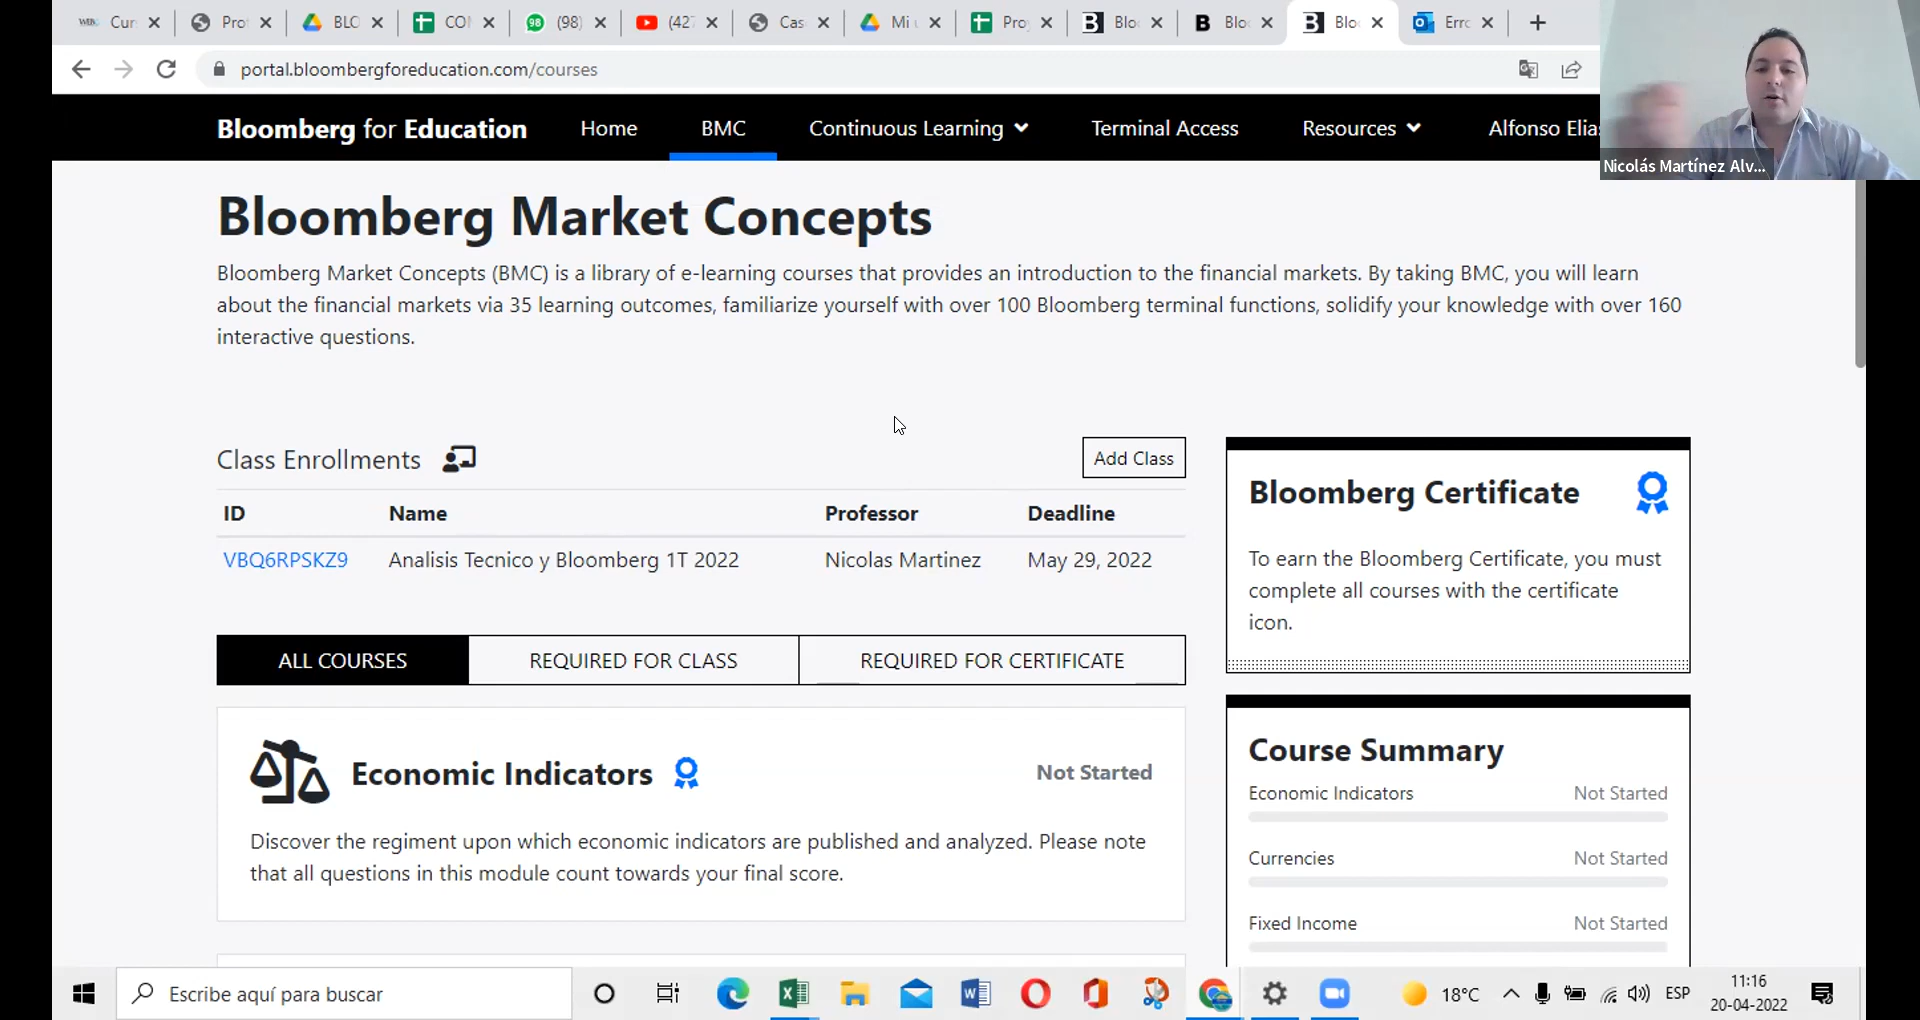 Cur
Pro
BLO
CO
(98)
(427
Cas
Mi u
Pro
Blo
Blo
Blo
Erro
portal.bloombergforeducation.com/courses
Bloomberg for Education Home BMC Continuous Learning Terminal Access Resources Alfonso Elias
Nicolás Martínez Alv...
Bloomberg Market Concepts
Bloomberg Market Concepts (BMC) is a library of e-learning courses that provides an introduction to the financial markets. By taking BMC, you will learn
about the financial markets via 35 learning outcomes, familiarize yourself with over 100 Bloomberg terminal functions, solidify your knowledge with over 160
interactive questions.
Class Enrollments
Add Class
ID Name Professor Deadline
VBQ6RPSKZ9 Analisis Tecnico y Bloomberg 1T 2022 Nicolas Martinez May 29, 2022
ALL COURSES REQUIRED FOR CLASS REQUIRED FOR CERTIFICATE
Economic Indicators Not Started
Discover the regiment upon which economic indicators are published and analyzed. Please note
that all questions in this module count towards your final score.
Bloomberg Certificate
To earn the Bloomberg Certificate, you must
complete all courses with the certificate
icon.
Course Summary
Economic Indicators Not Started
Currencies Not Started
Fixed Income Not Started
Escribe aquí para buscar
18°C
ESP
11:16
20-04-2022